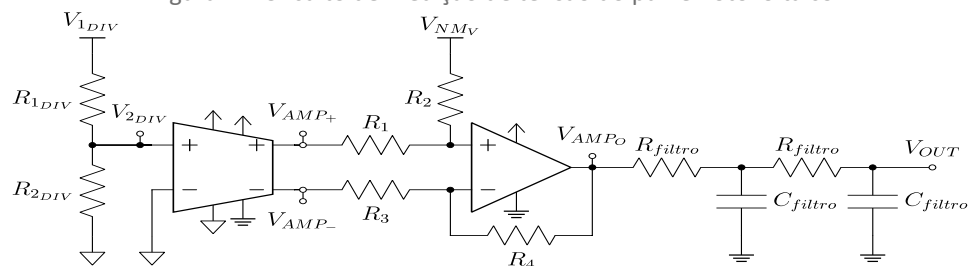 V1DIV
VNMV
R1DIV
V2DIV
VAMP+
R1
R2
VAMPO
Rfiltro
Rfiltro
VOUT
+
+
+
R2DIV
−
−
−
VAMP−
R3
R4
Cfiltro
Cfiltro